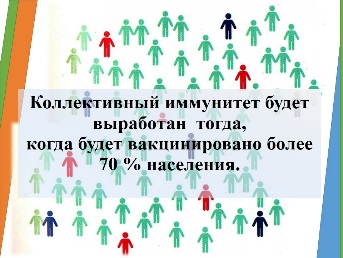 Коллективный иммунитет будет
выработан тогда,
когда будет вакцинировано более
70 % населения.